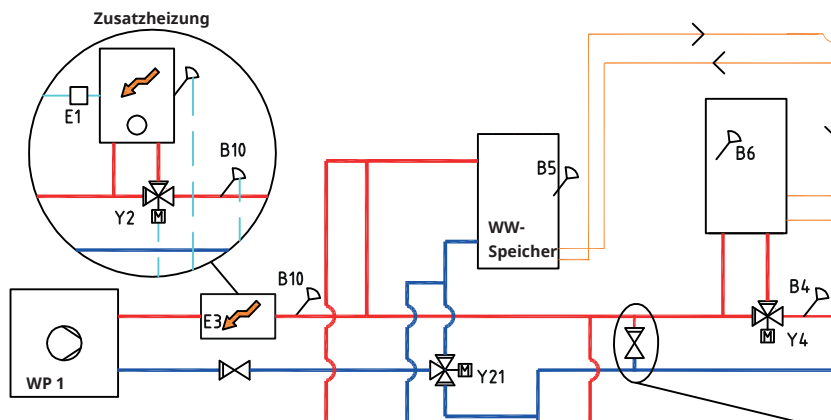 Zusatzheizung
E1
B10
Y2
B5
WW-
Speicher
B6
B10
B4
E3
Y4
M
M
M
Y21
WP 1